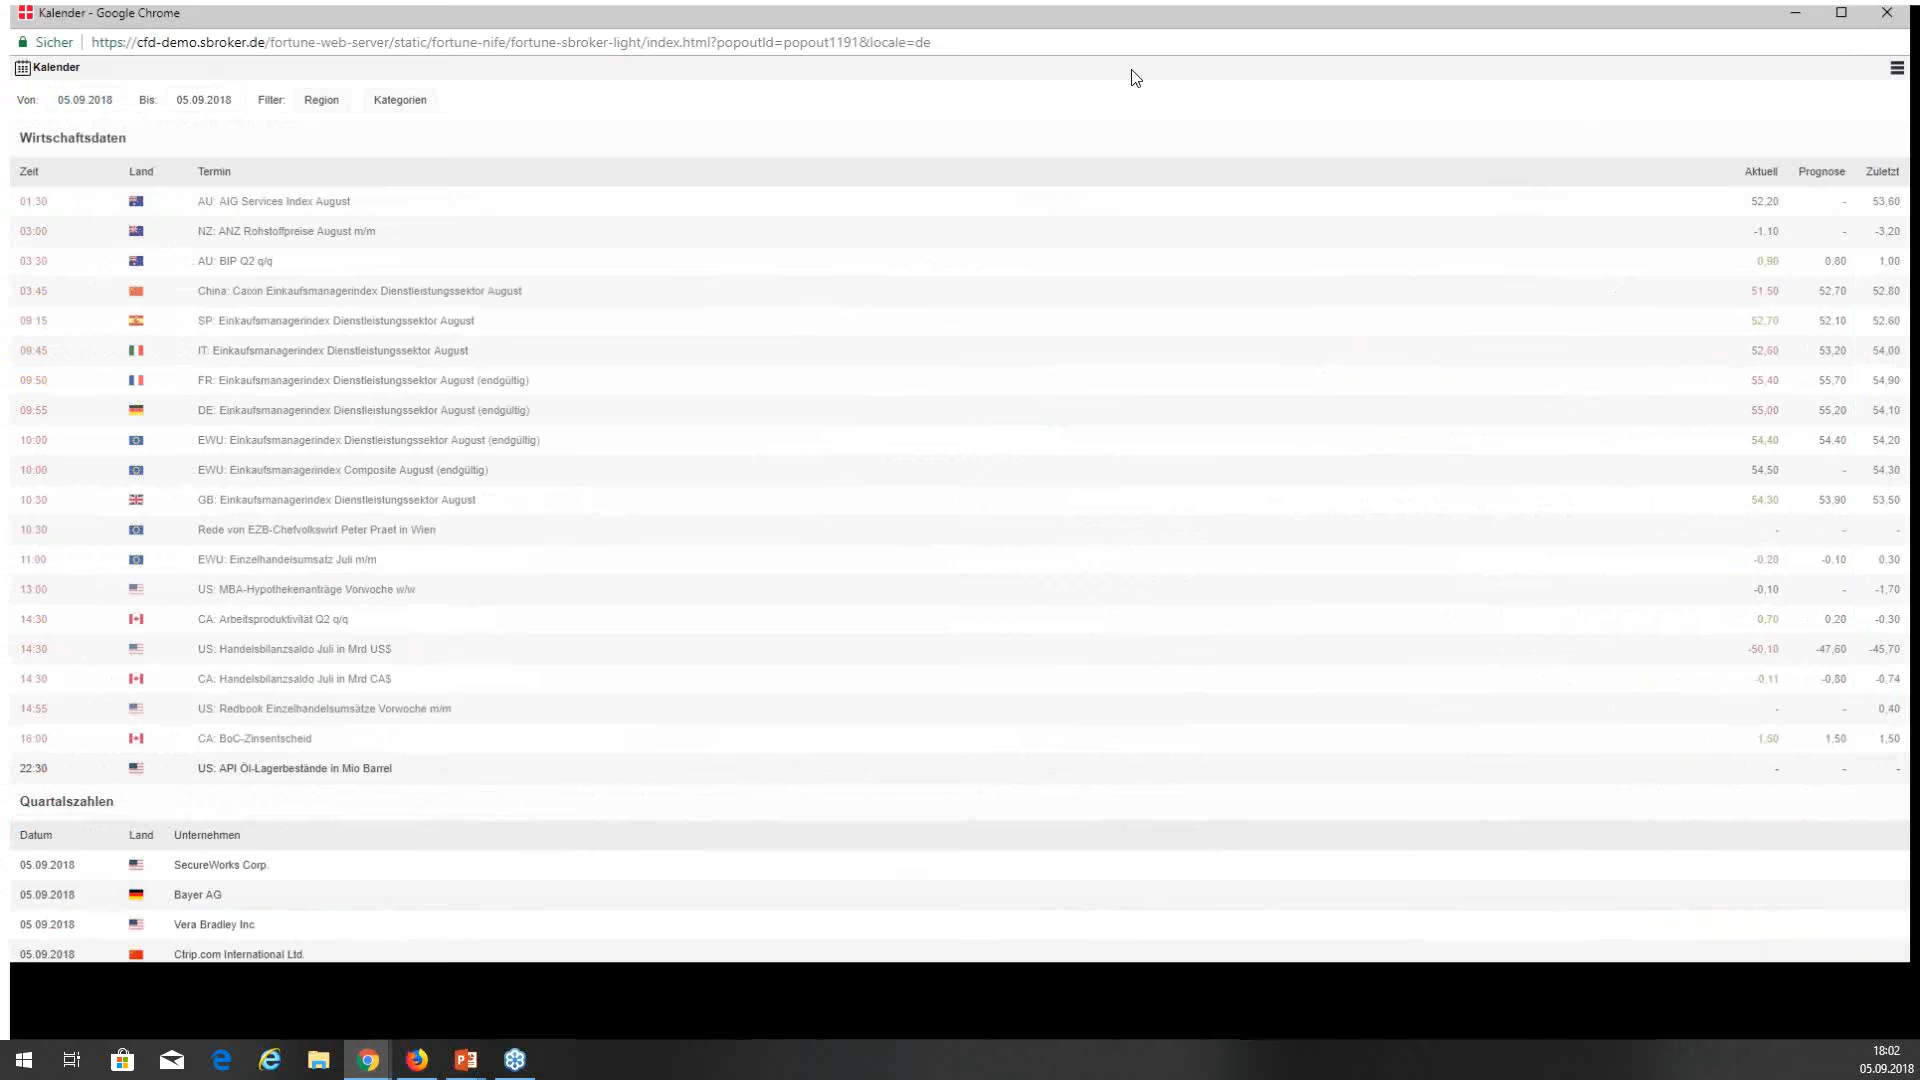 Kalender - Google Chrome
Sicher https://cfd-demo.sbroker.de/fortune-web-server/static/fortune-nife/fortune-sbroker-light/index.html?popoutId=popout1191&locale=de
Kalender
Von: 05.09.2018 Bis: 05.09.2018 Filter: Region Kategorien
Wirtschaftsdaten
Zeit Land Termin Aktuell Prognose Zuletzt
01:30 AU: AIG Services Index August 52,20 - 53,60
03:00 NZ: ANZ Rohstoffpreise August m/m -1,10 - -3,20
03:30 AU: BIP Q2 q/q 0,90 0,80 1,00
03:45 China: Caixin Einkaufsmanagerindex Dienstleistungssektor August 51,50 52,70 52,80
09:15 SP: Einkaufsmanagerindex Dienstleistungssektor August 52,70 52,10 52,60
09:45 IT: Einkaufsmanagerindex Dienstleistungssektor August 52,60 53,20 54,00
09:50 FR: Einkaufsmanagerindex Dienstleistungssektor August (endgültig) 55,40 55,70 54,90
09:55 DE: Einkaufsmanagerindex Dienstleistungssektor August (endgültig) 55,00 55,20 54,10
10:00 EWU: Einkaufsmanagerindex Dienstleistungssektor August (endgültig) 54,40 54,40 54,20
10:00 EWU: Einkaufsmanagerindex Composite August (endgültig) 54,50 - 54,30
10:30 GB: Einkaufsmanagerindex Dienstleistungssektor August 54,30 53,90 53,50
10:30 Rede von EZB-Chefvolkswirt Peter Praet in Wien - - -
11:00 EWU: Einzelhandelsumsatz Juli m/m -0,20 -0,10 0,30
13:00 US: MBA-Hypothekenanträge Vorwoche w/w -0,10 - -1,70
14:30 CA: Arbeitsproduktivität Q2 q/q 0,70 0,20 -0,30
14:30 US: Handelsbilanzsaldo Juli in Mrd US$ -50,10 -47,60 -45,70
14:30 CA: Handelsbilanzsaldo Juli in Mrd CA$ -0,11 -0,80 -0,74
14:55 US: Redbook Einzelhandelsumsätze Vorwoche m/m - - 0,40
16:00 CA: BoC-Zinsentscheid 1,50 1,50 1,50
22:30 US: API Öl-Lagerbestände in Mio Barrel - - -
Quartalszahlen
Datum Land Unternehmen
05.09.2018 SecureWorks Corp.
05.09.2018 Bayer AG
05.09.2018 Vera Bradley Inc
05.09.2018 Ctrip.com International Ltd.
18:02
05.09.2018